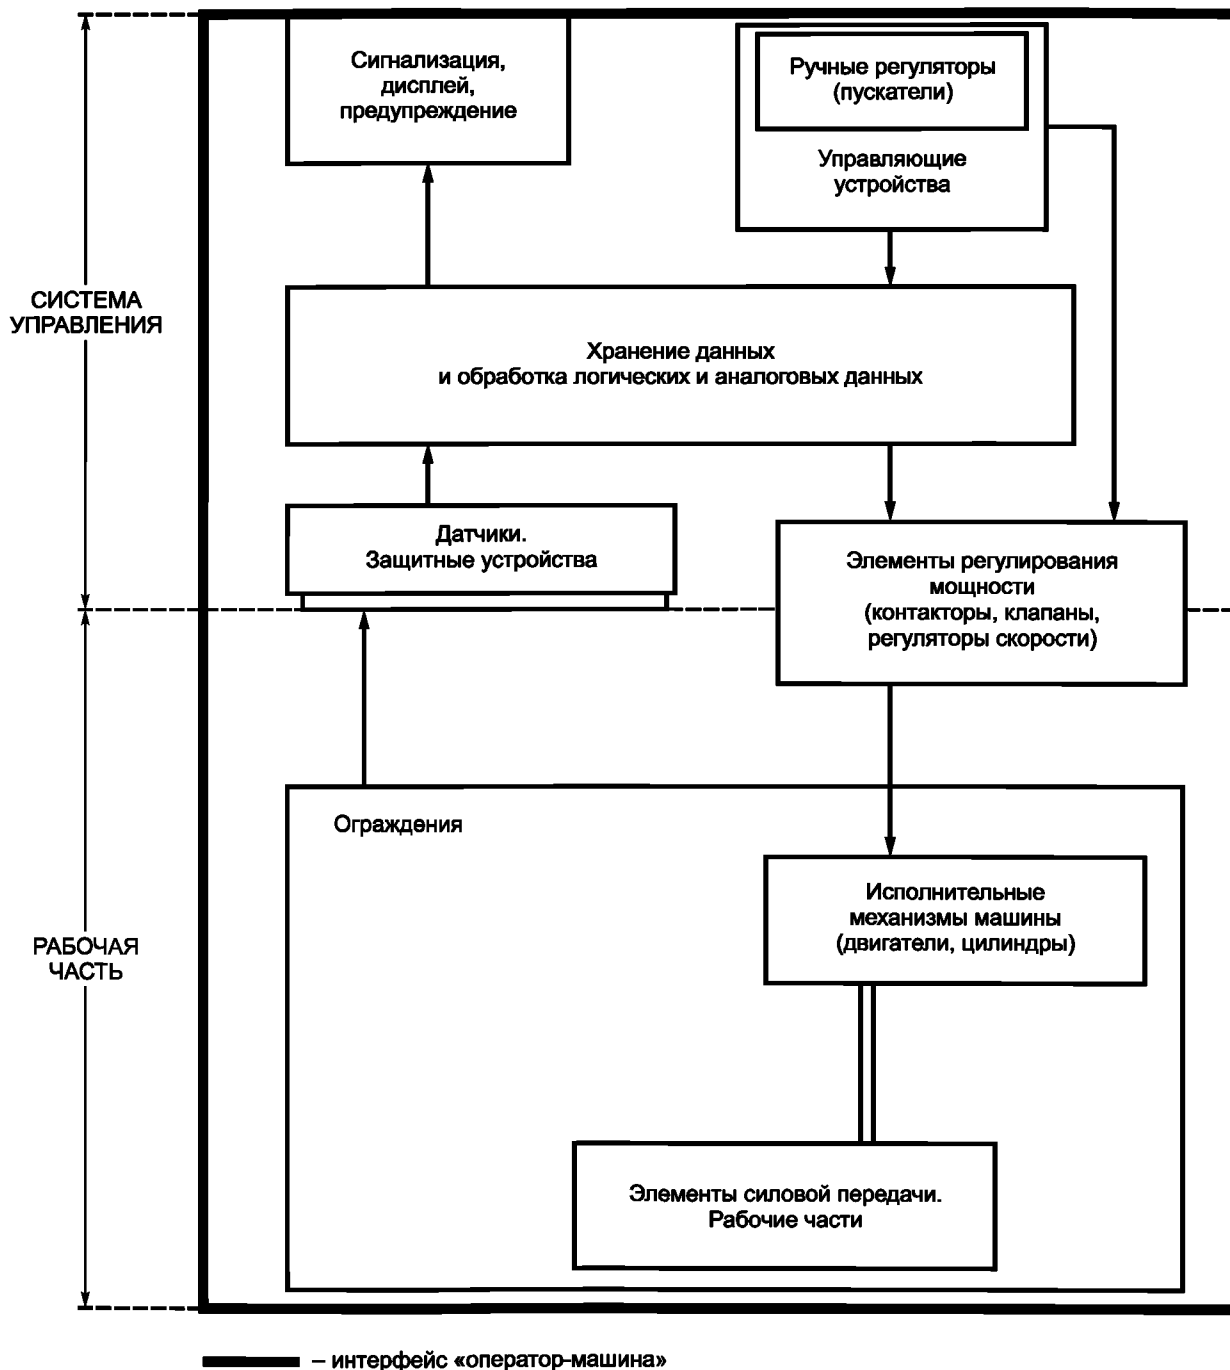 Сигнализация,
дисплей,
предупреждение
Ручные регуляторы
(пускатели)
Управляющие
устройства
СИСТЕМА
УПРАВЛЕНИЯ
Хранение данных
и обработка логических и аналоговых данных
Датчики.
Защитные устройства
Элементы регулирования
мощности
(контакторы, клапаны,
регуляторы скорости)
Ограждения
Исполнительные
механизмы машины
(двигатели, цилиндры)
РАБОЧАЯ
ЧАСТЬ
Элементы силовой передачи.
Рабочие части
– интерфейс «оператор-машина»